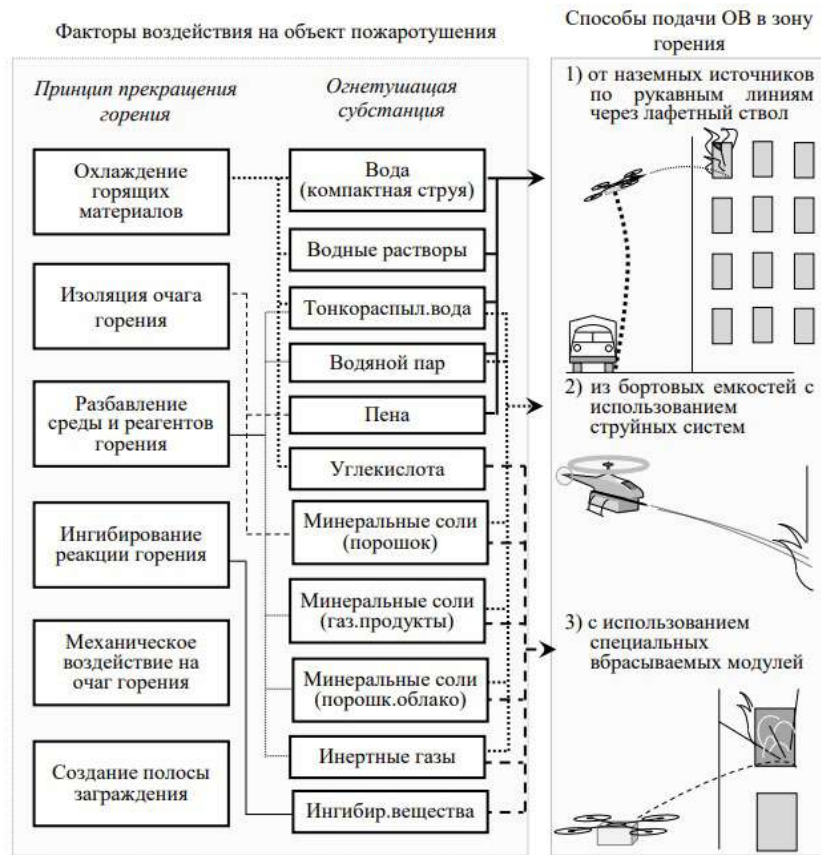 Факторы воздействия на объект пожаротушения
Принцип прекращения
горения
Огнетушащая
субстанция
Охлаждение
горящих
материалов
Изоляция очага
горения
Разбавление
среды и реагентов
горения
Ингибирование
реакции горения
Механическое
воздействие на
очаг горения
Создание полосы
заграждения
Вода
(компактная струя)
Водные растворы
Тонкораспыл.вода
Водяной пар
Пена
Углекислота
Минеральные соли
(порошок)
Минеральные соли
(газ.продукты)
Минеральные соли
(порошк.облако)
Инертные газы
Ингибир.вещества
Способы подачи ОВ в зону
горения
1) от наземных источников
по рукавным линиям
через лафетный ствол
2) из бортовых емкостей с
использованием
струйных систем
3) с использованием
специальных
вбрасываемых модулей